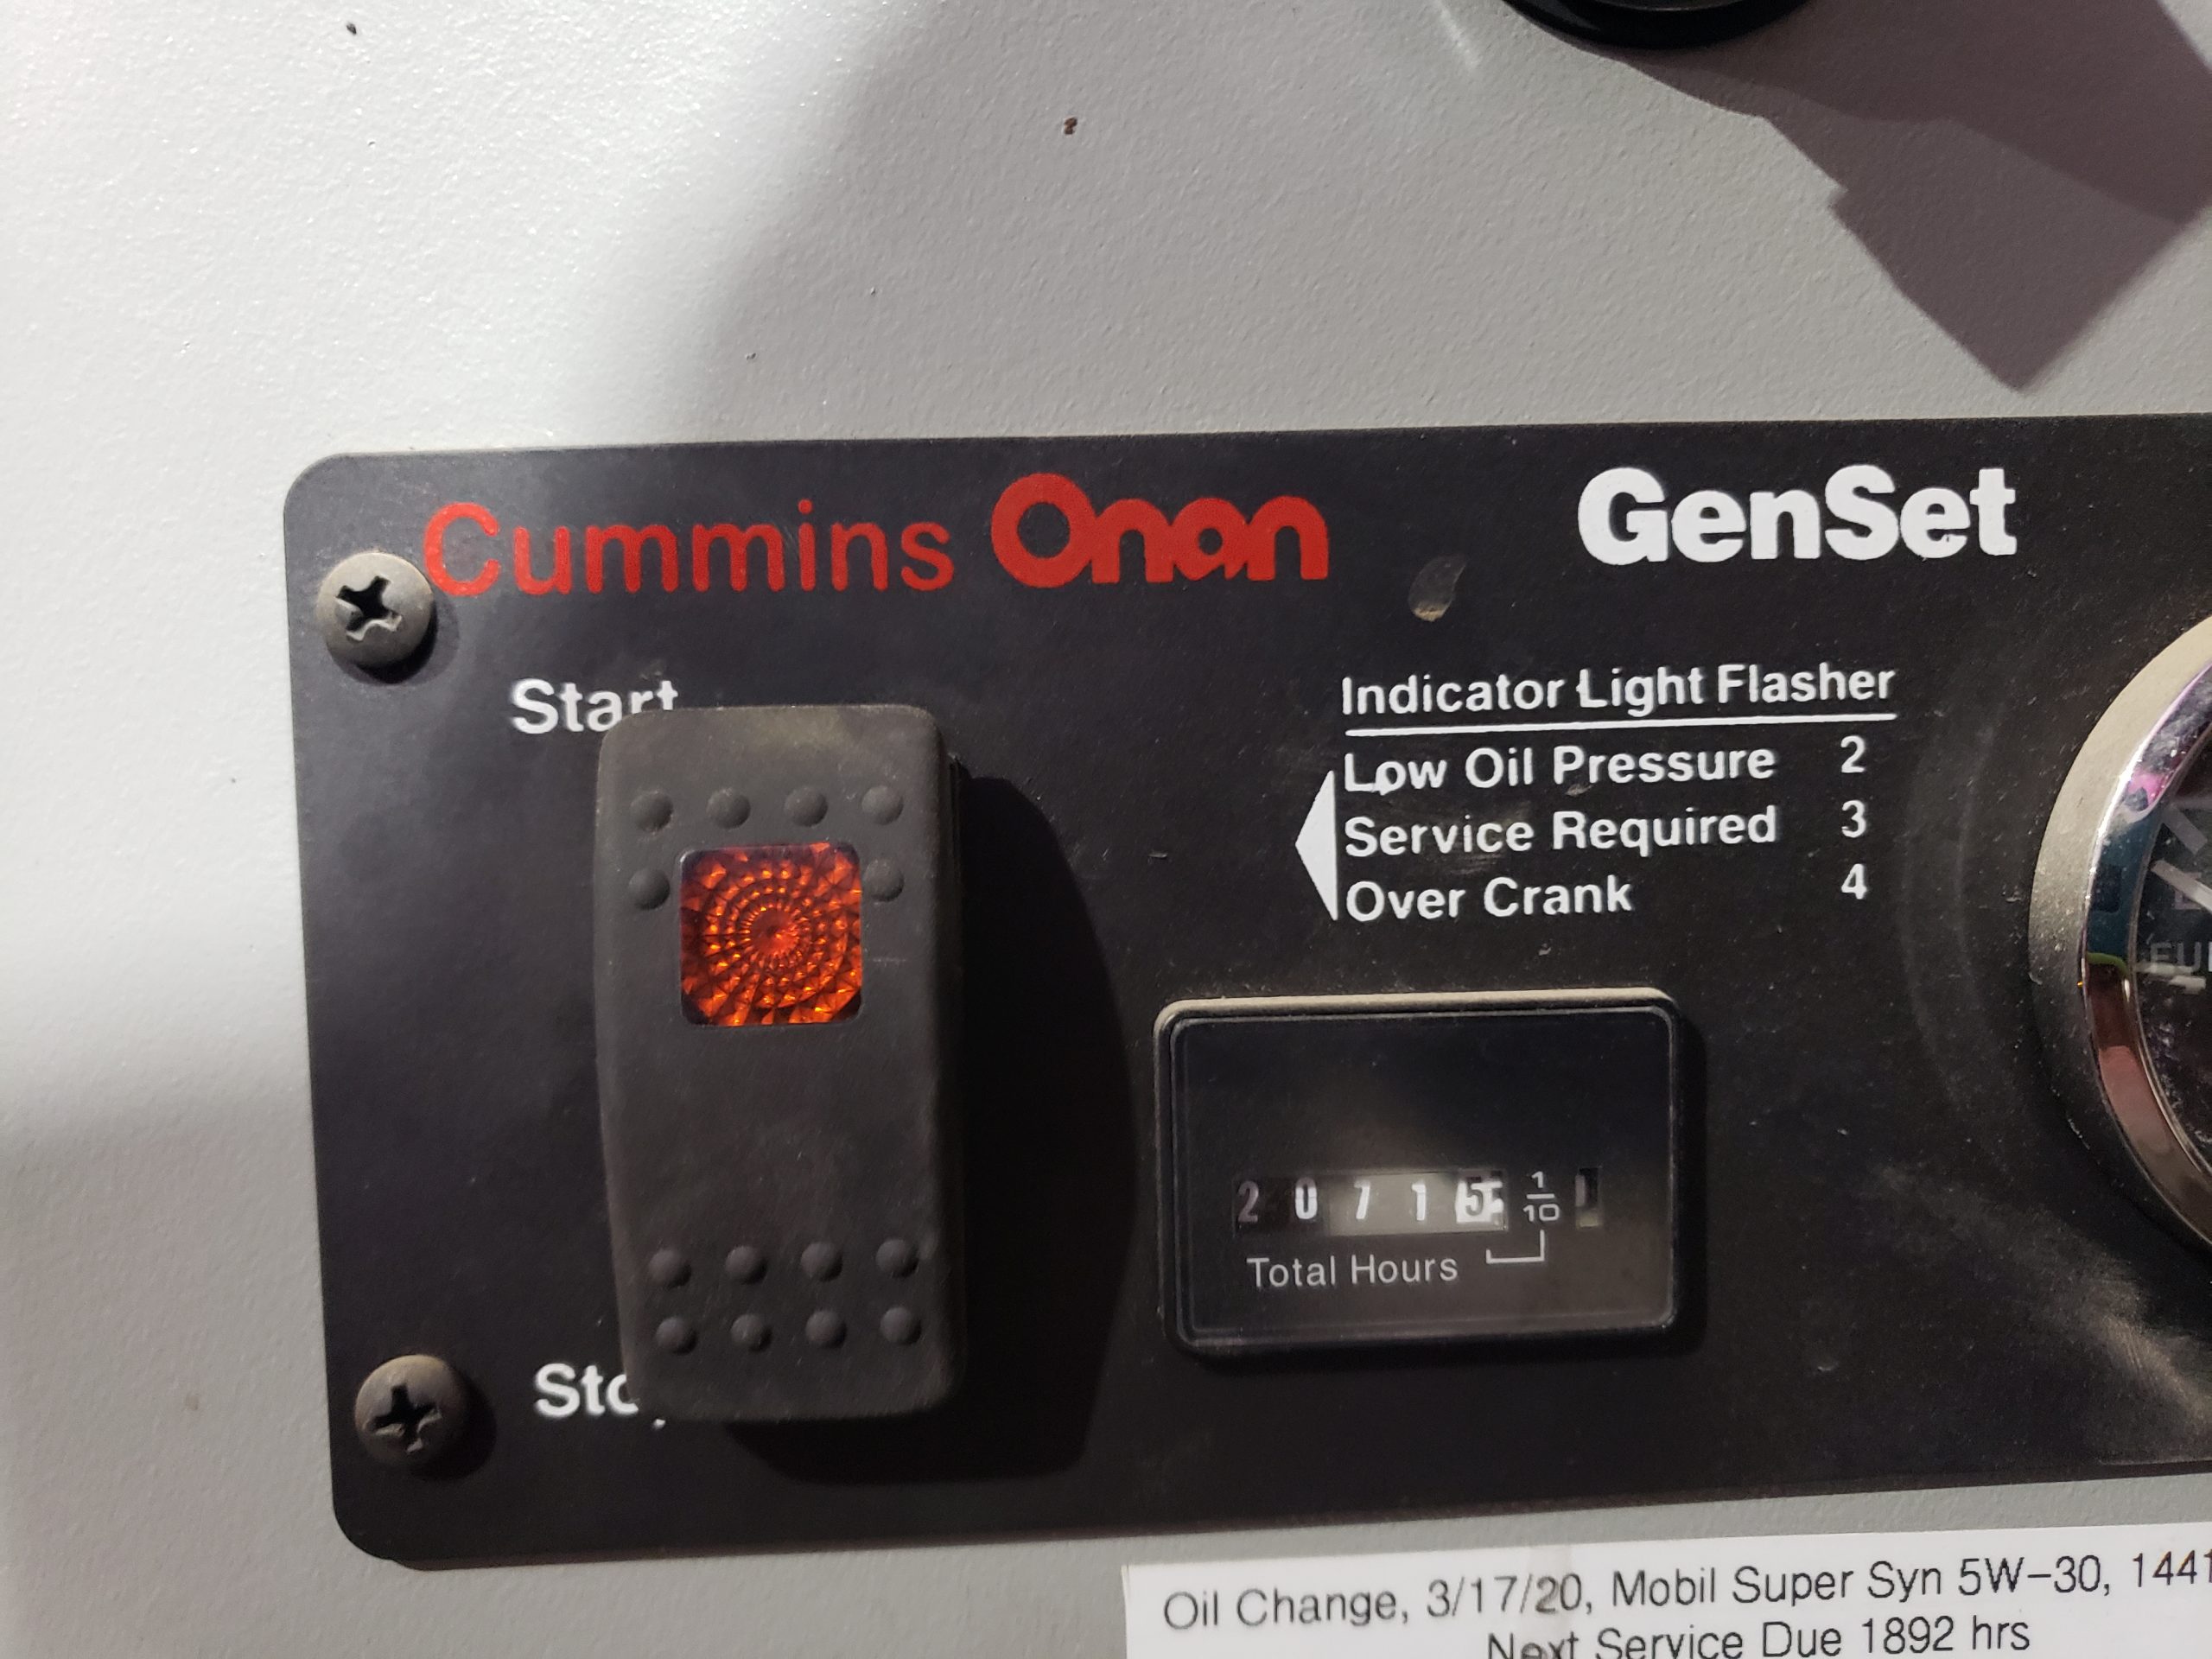 Cummins Onan GenSet
Start
Indicator Light Flasher
Low Oil Pressure 2
Service Required 3
Over Crank 4
2 0 7 1 5 1/10
Total Hours
Oil Change, 3/17/20, Mobil Super Syn 5W-30, 1441
Next Service Due 1892 hrs